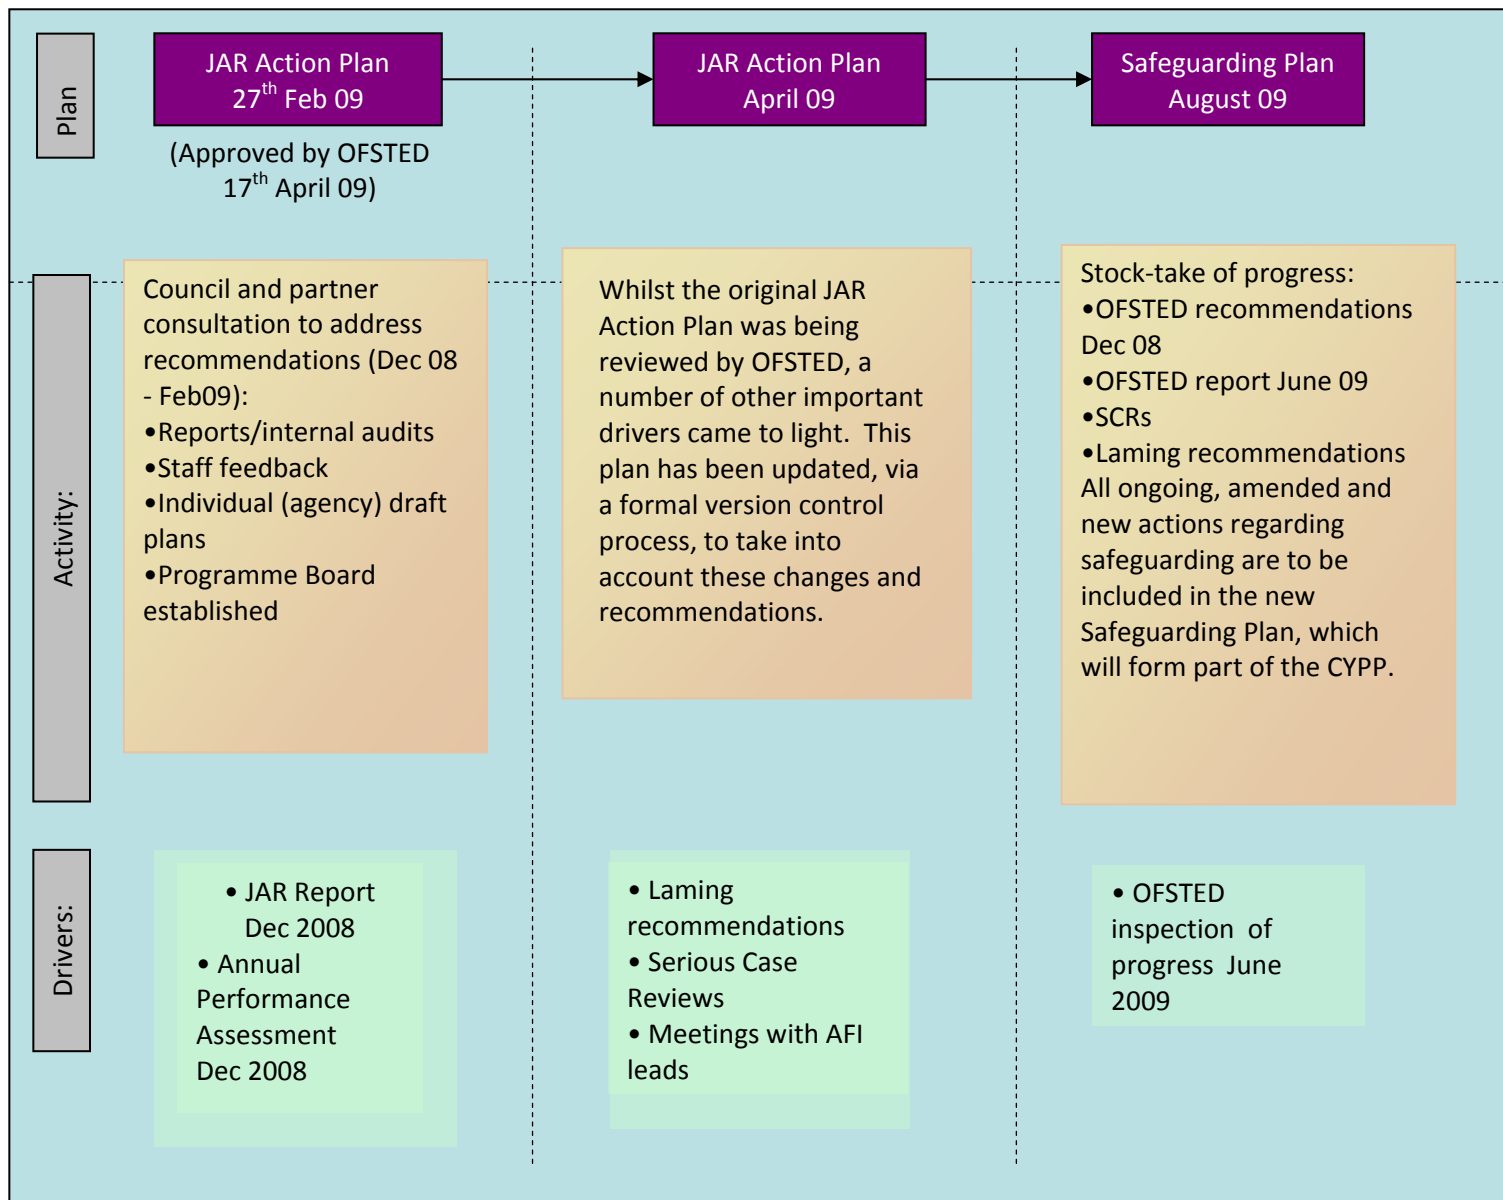 Plan
JAR Action Plan
27th Feb 09
(Approved by OFSTED
17th April 09)
JAR Action Plan
April 09
Safeguarding Plan
August 09
Activity:
Council and partner
consultation to address
recommendations (Dec 08
- Feb09):
•Reports/internal audits
•Staff feedback
•Individual (agency) draft
plans
•Programme Board
established
Whilst the original JAR
Action Plan was being
reviewed by OFSTED, a
number of other important
drivers came to light.  This
plan has been updated, via
a formal version control
process, to take into
account these changes and
recommendations.
Stock-take of progress:
•OFSTED recommendations
Dec 08
•OFSTED report June 09
•SCRs
•Laming recommendations
All ongoing, amended and
new actions regarding
safeguarding are to be
included in the new
Safeguarding Plan, which
will form part of the CYPP.
Drivers:
• JAR Report
Dec 2008
• Annual
Performance
Assessment
Dec 2008
• Laming
recommendations
• Serious Case
Reviews
• Meetings with AFI
leads
• OFSTED
inspection of
progress June
2009